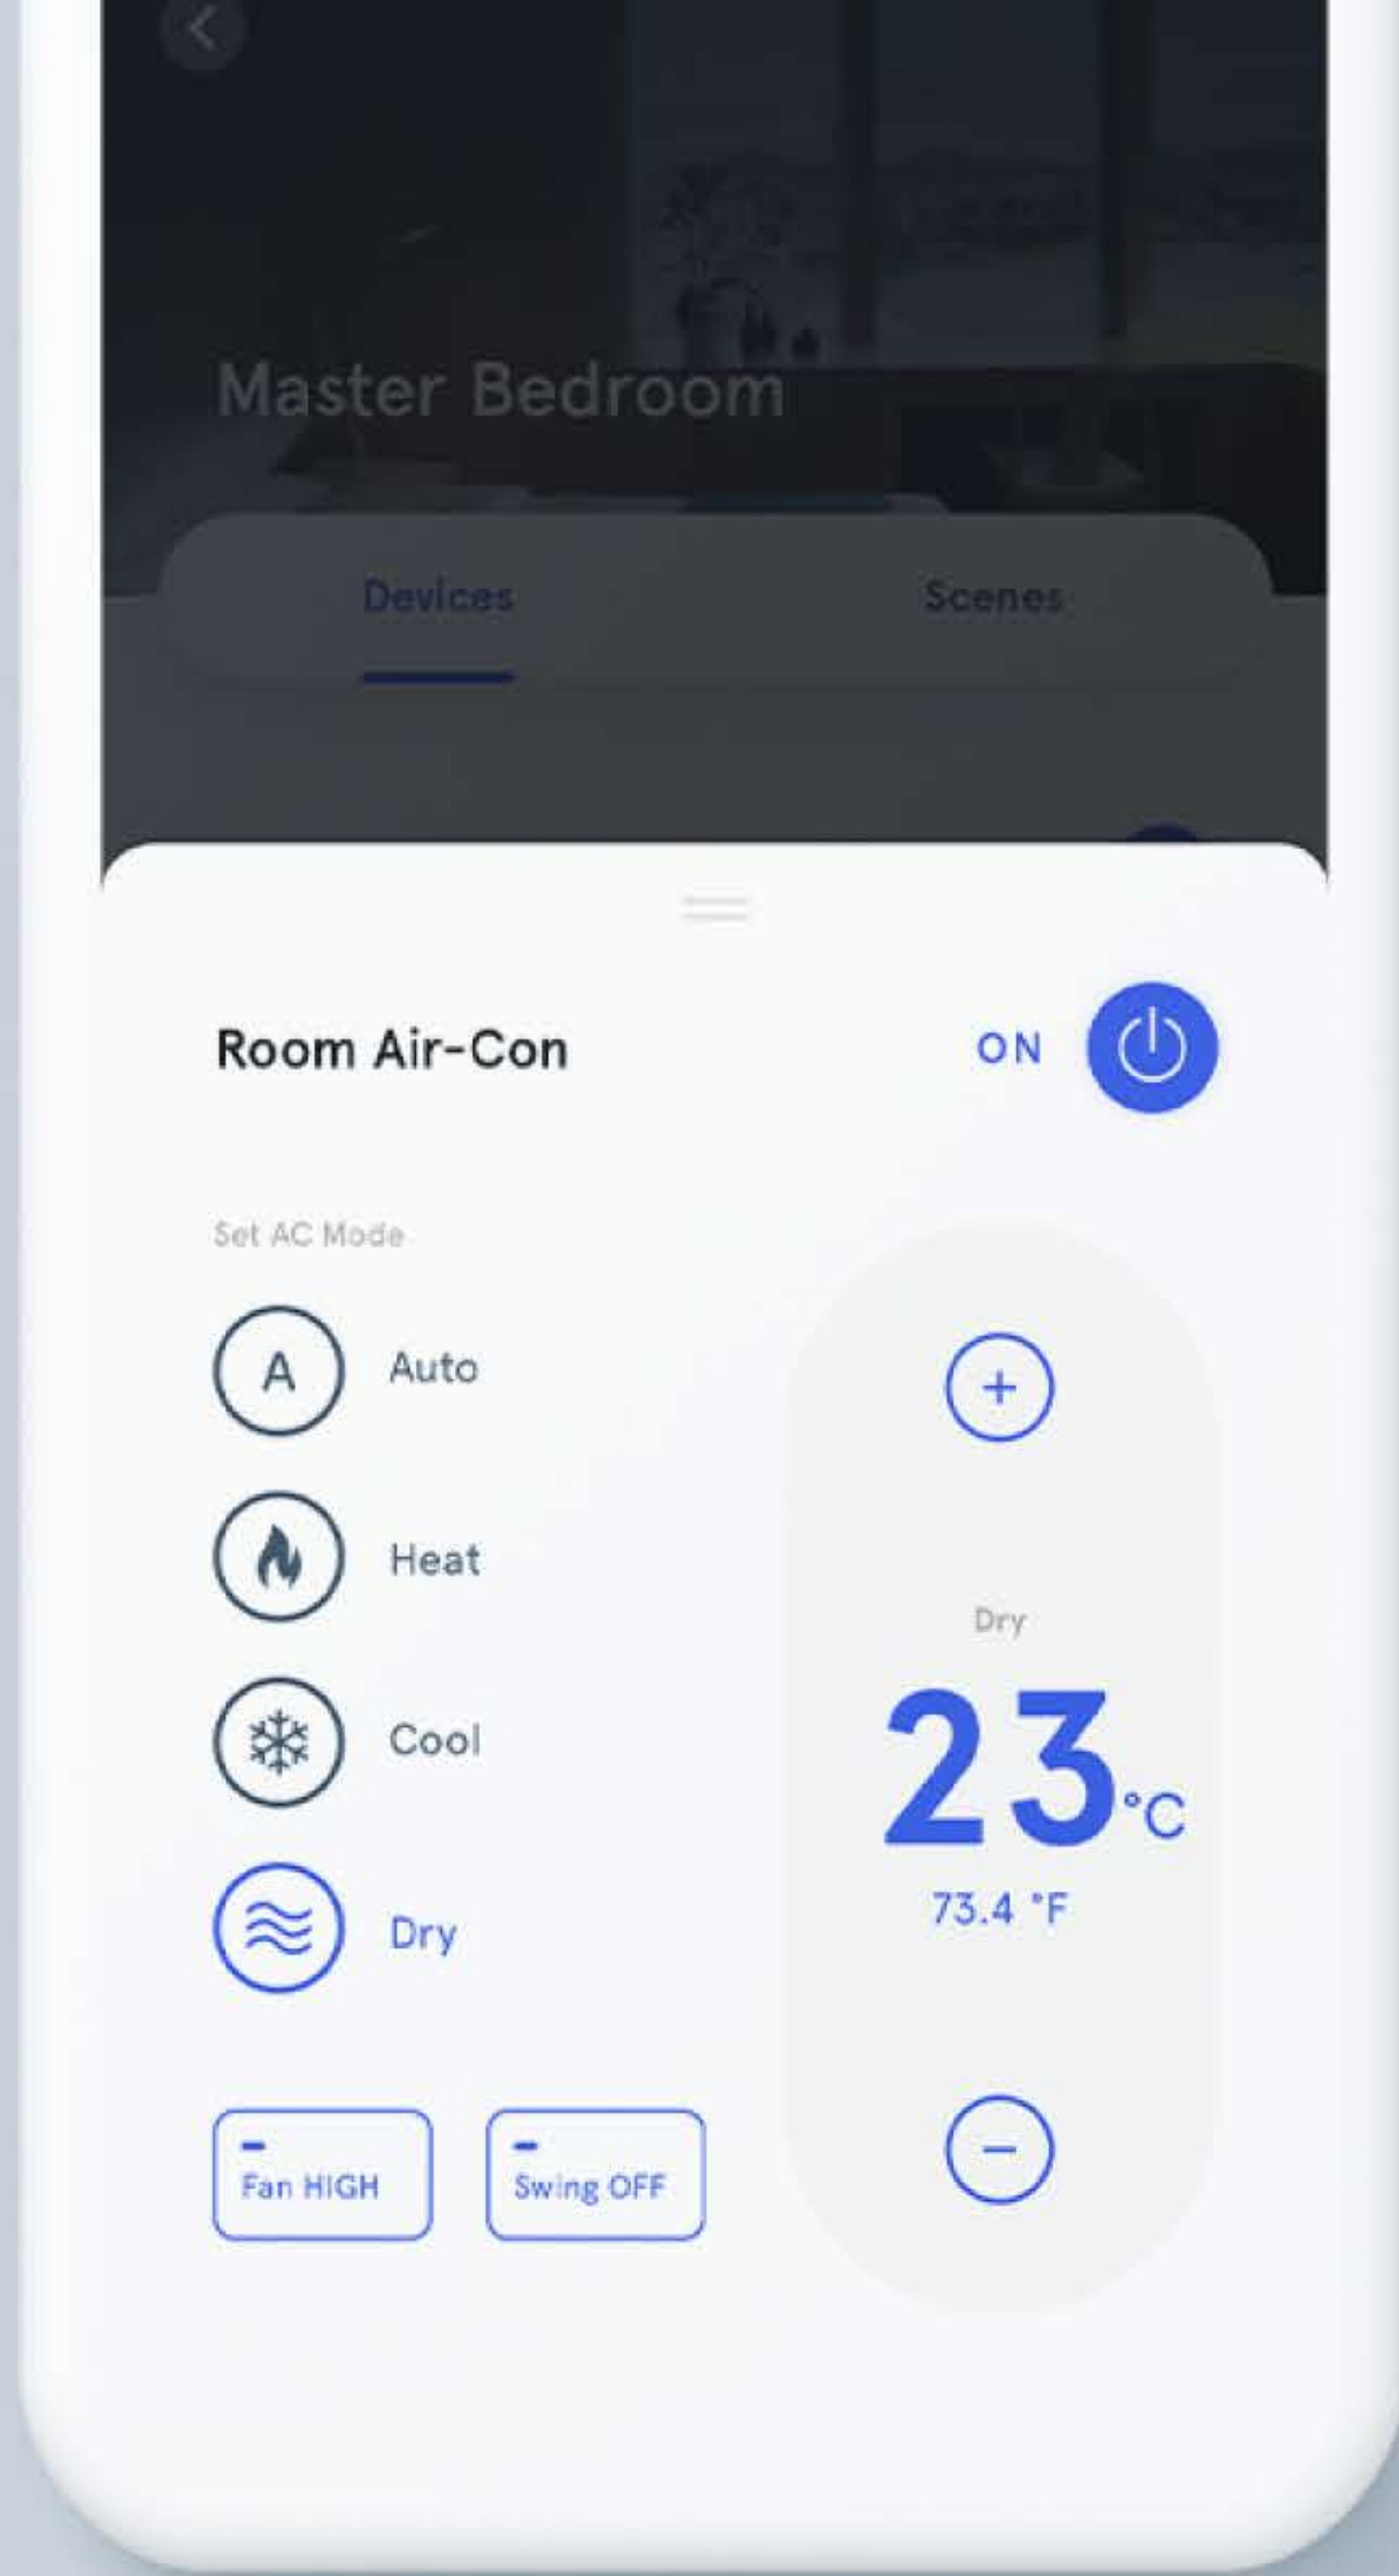 Master Bedroom
Devices
Scenes
Room Air-Con
ON
Set AC Mode
A
Auto
Heat
Cool
Dry
Fan HIGH
Swing OFF
+
Dry
23°C
73.4 °F
−